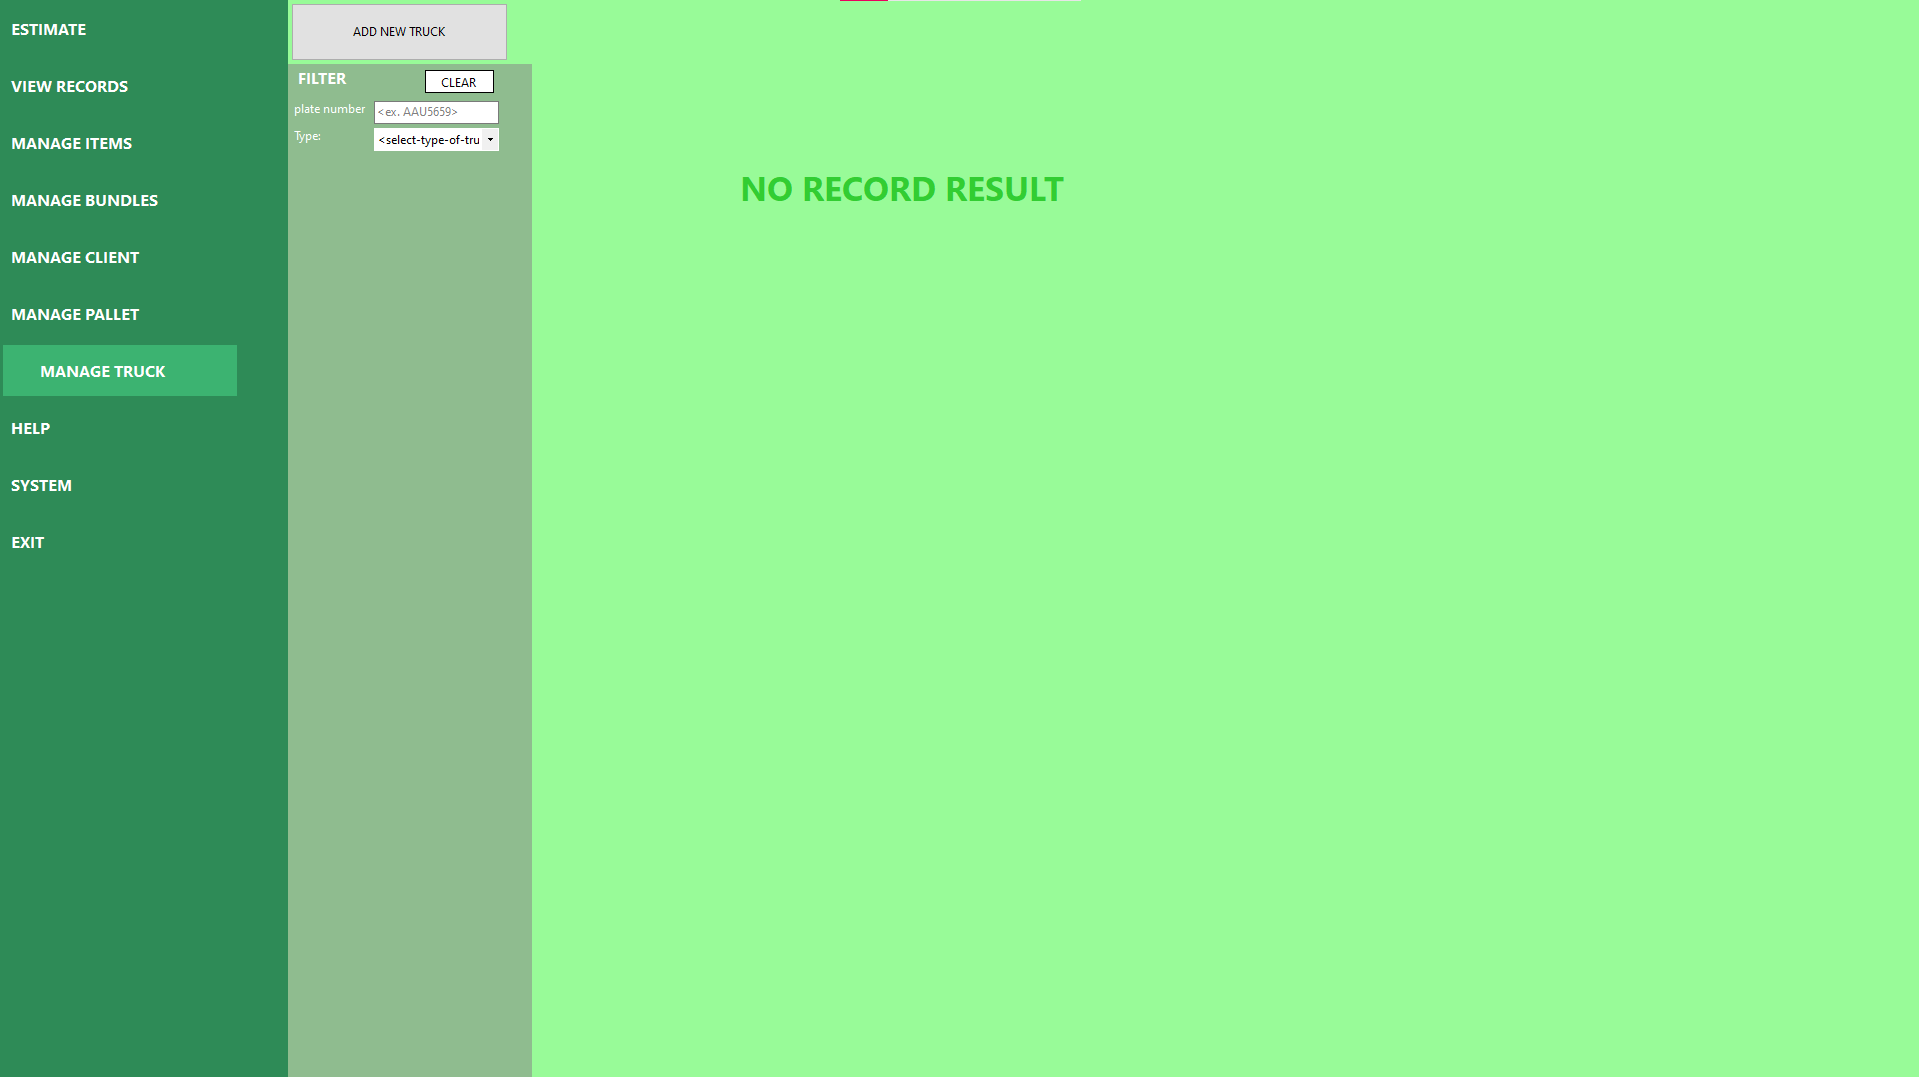 ESTIMATE
VIEW RECORDS
MANAGE ITEMS
MANAGE BUNDLES
MANAGE CLIENT
MANAGE PALLET
MANAGE TRUCK
HELP
SYSTEM
EXIT
ADD NEW TRUCK
FILTER
CLEAR
plate number
<ex. AAU5659>
Type:
<select-type-of-tru
NO RECORD RESULT